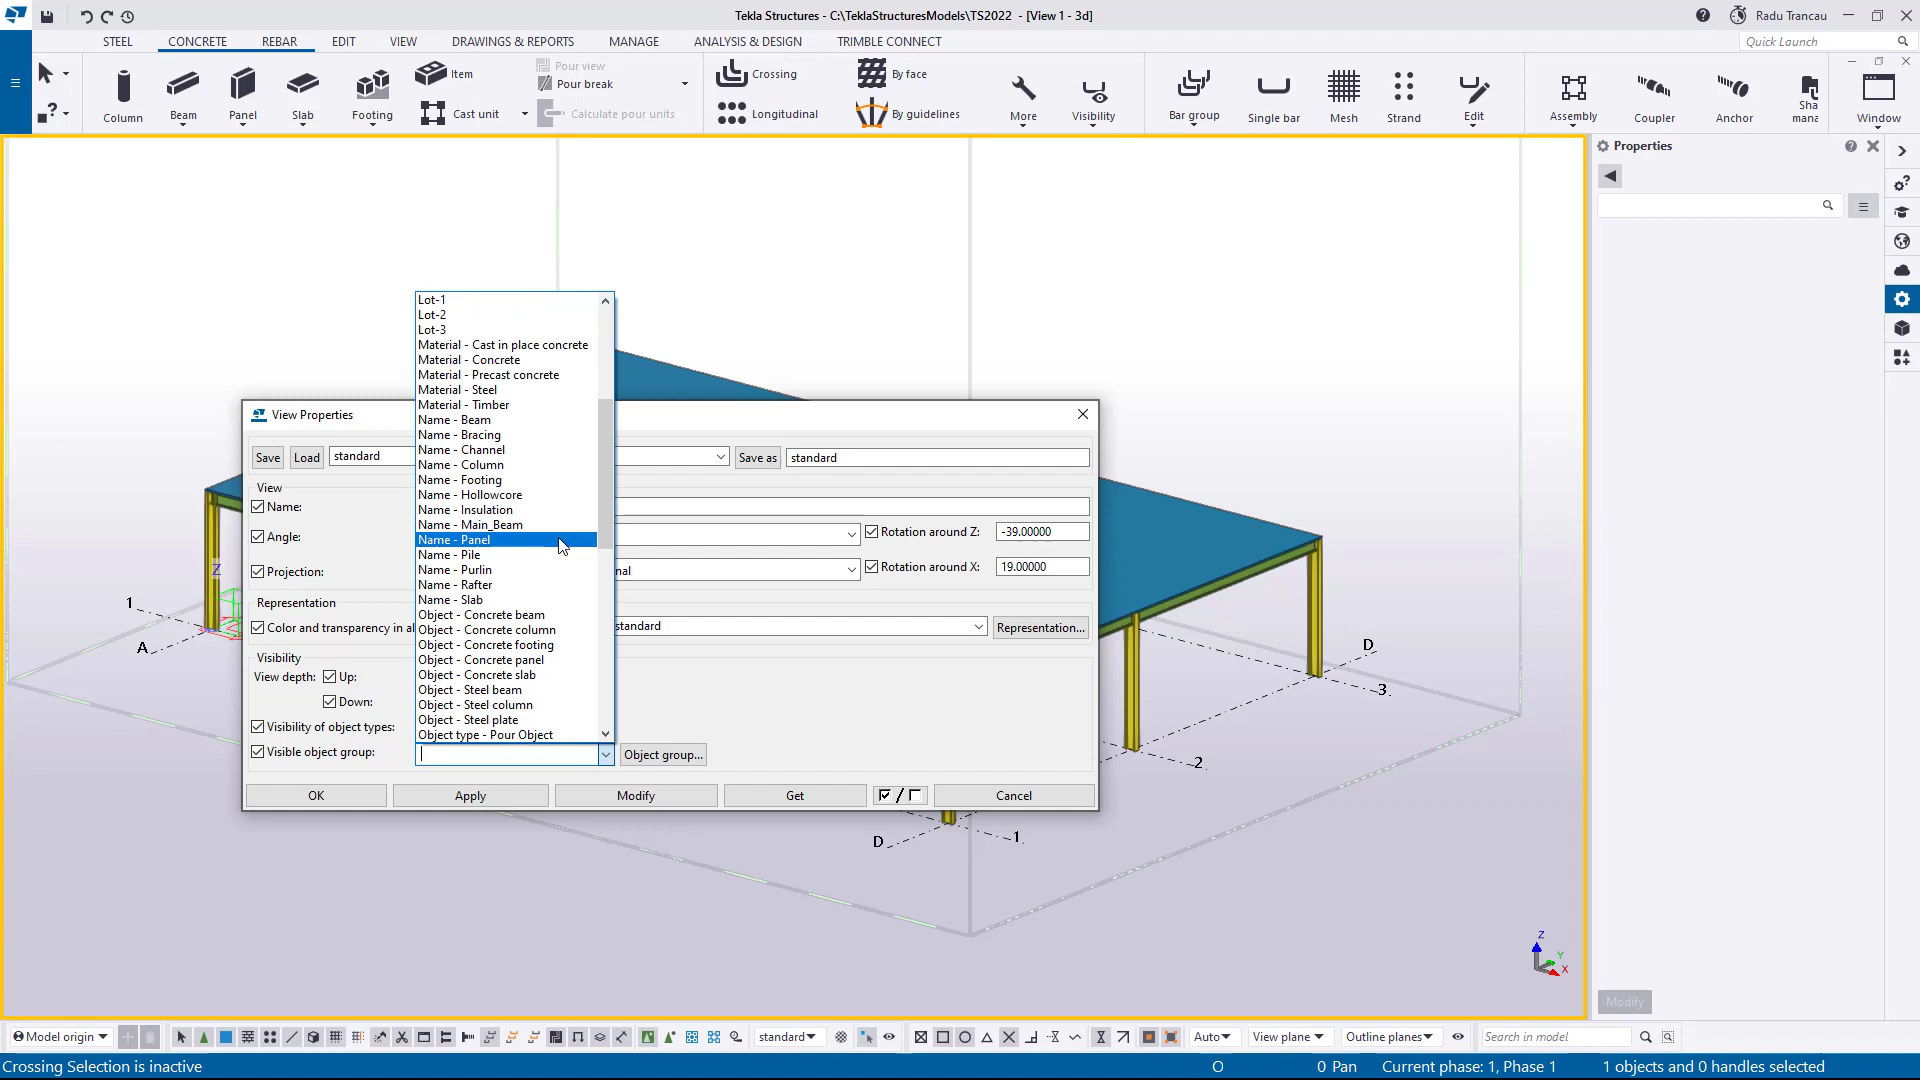 Tekla Structures - C:\TeklaStructuresModels\TS2022 - [View 1 - 3d]
Radu Trancau
STEEL
CONCRETE
REBAR
EDIT
VIEW
DRAWINGS & REPORTS
MANAGE
ANALYSIS & DESIGN
TRIMBLE CONNECT
Quick Launch
Column
Beam
Panel
Slab
Footing
Item
Cast unit
Pour view
Pour break
Calculate pour units
Crossing
Longitudinal
By face
By guidelines
More
Visibility
Bar group
Single bar
Mesh
Strand
Edit
Assembly
Coupler
Anchor
Sha
mana
Window
Properties
Lot-1
Lot-2
Lot-3
Material - Cast in place concrete
Material - Concrete
Material - Precast concrete
Material - Steel
Material - Timber
Name - Beam
Name - Bracing
Name - Channel
Name - Column
Name - Footing
Name - Hollowcore
Name - Insulation
Name - Main_Beam
Name - Panel
Name - Pile
Name - Purlin
Name - Rafter
Name - Slab
Object - Concrete beam
Object - Concrete column
Object - Concrete footing
Object - Concrete panel
Object - Concrete slab
Object - Steel beam
Object - Steel column
Object - Steel plate
Object type - Pour Object
View Properties
Save
Load
standard
Save as
standard
View
Name:
Angle:
Rotation around Z:
-39.00000
Projection:
nal
Rotation around X:
19.00000
Representation
Color and transparency in al
standard
Representation...
Visibility
View depth:
Up:
Down:
Visibility of object types:
Visible object group:
Object group...
OK
Apply
Modify
Get
/
Cancel
Z
1
A
D
3
2
D
1
Z
Y
X
Modify
Model origin
standard
Auto
View plane
Outline planes
Search in model
Crossing Selection is inactive
O
0
Pan
Current phase: 1, Phase 1
1 objects and 0 handles selected